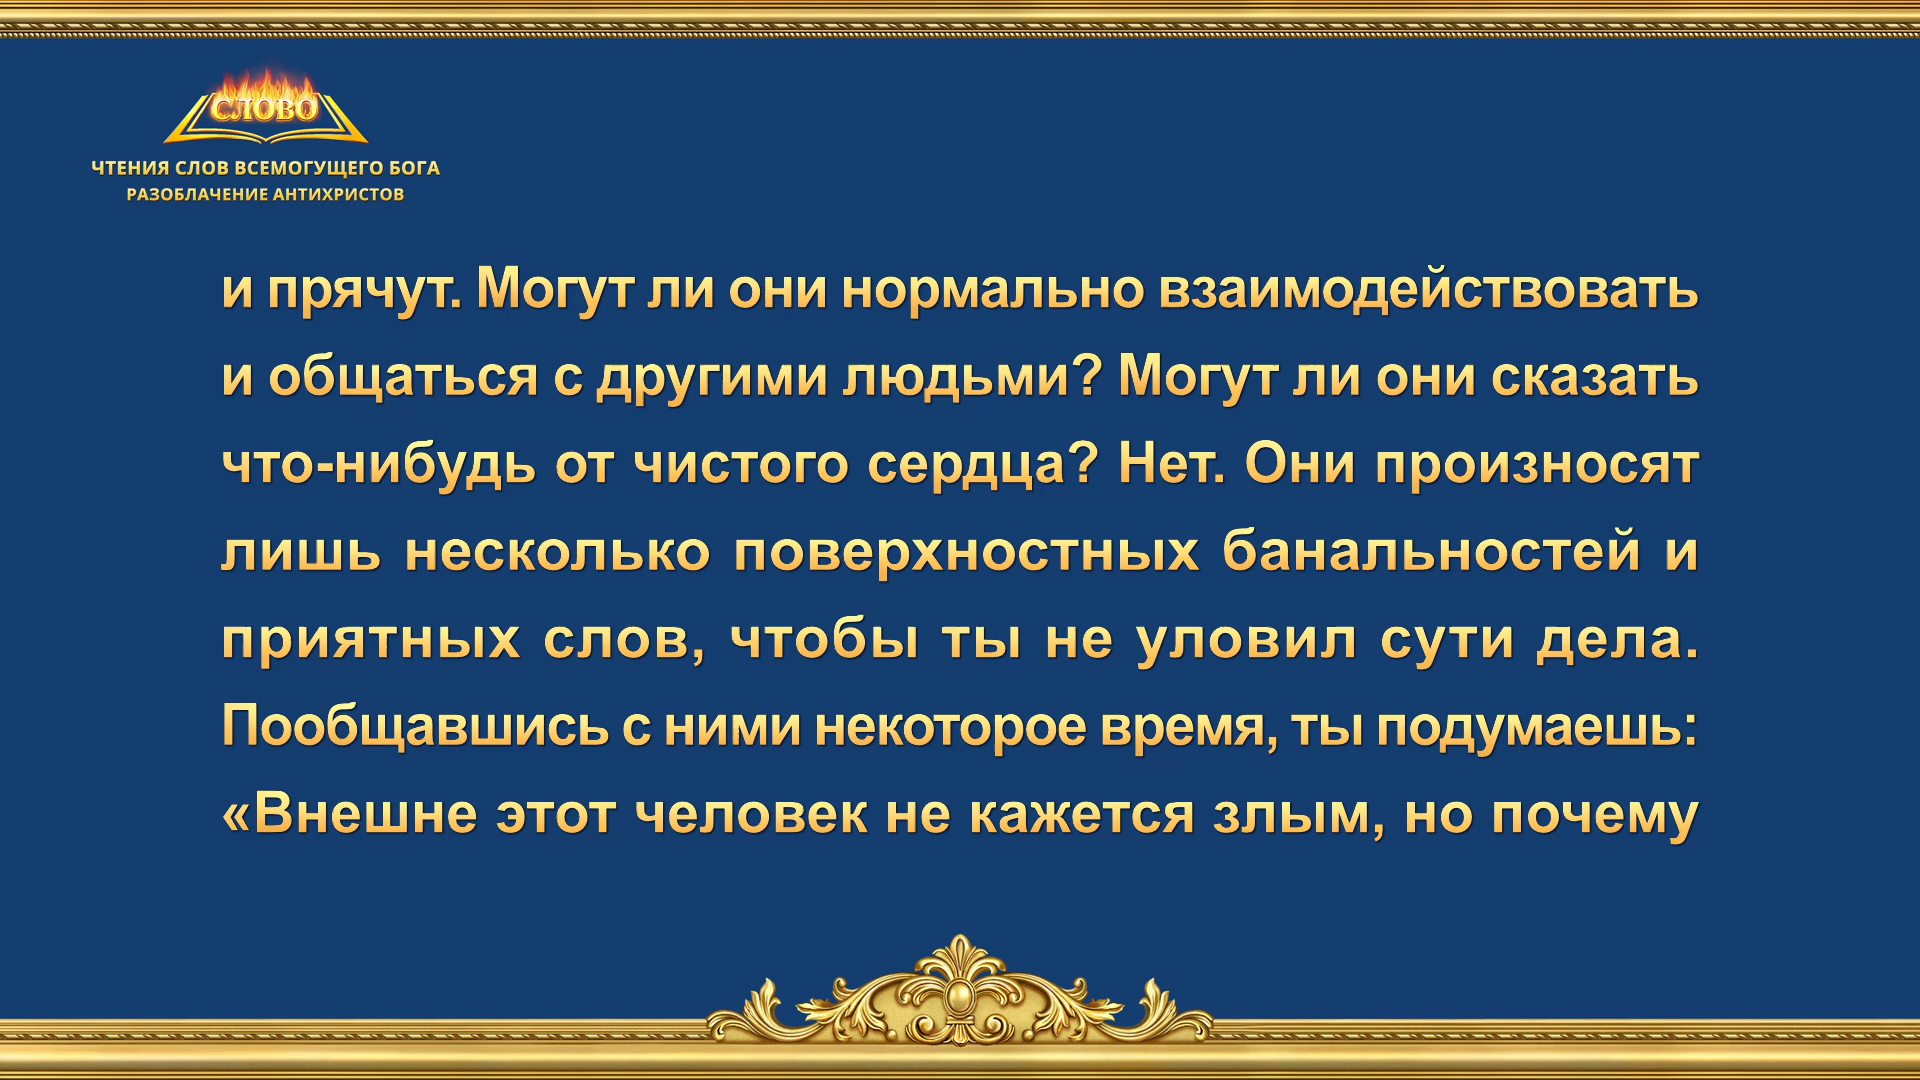 СЛОВО
ЧТЕНИЯ СЛОВ ВСЕМОГУЩЕГО БОГА
РАЗОБЛАЧЕНИЕ АНТИХРИСТОВ
и прячут. Могут ли они нормально взаимодействовать
и общаться с другими людьми? Могут ли они сказать
что-нибудь от чистого сердца? Нет. Они произносят
лишь несколько поверхностных банальностей и
приятных слов, чтобы ты не уловил сути дела.
Пообщавшись с ними некоторое время, ты подумаешь:
«Внешне этот человек не кажется злым, но почему